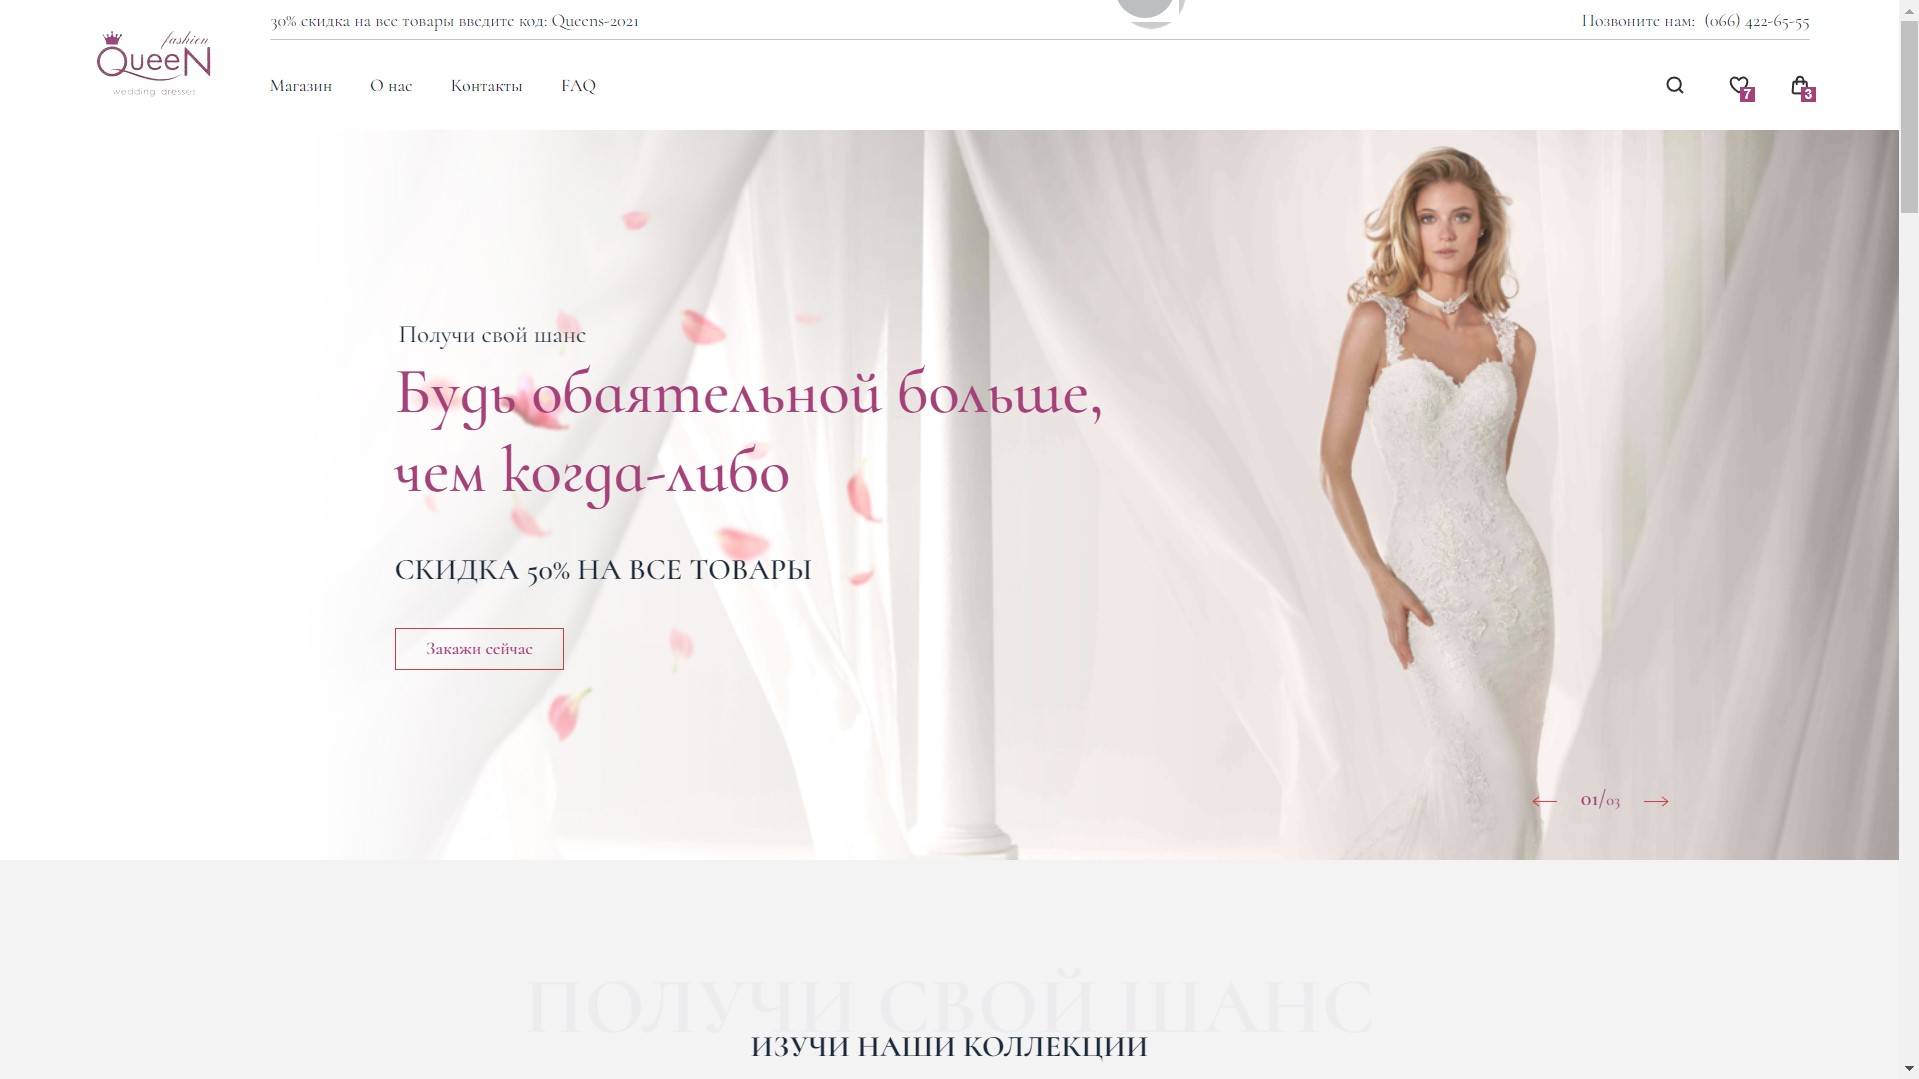 30% скидка на все товары введите код: Queens-2021
Позвоните нам: (066) 422-65-55
fashion
QueeN
wedding dresses
Магазин
О нас
Контакты
FAQ
7
3
Получи свой шанс
Будь обаятельной больше,
чем когда-либо
СКИДКА 50% НА ВСЕ ТОВАРЫ
Закажи сейчас
01/03
ПОЛУЧИ СВОЙ ШАНС
ИЗУЧИ НАШИ КОЛЛЕКЦИИ